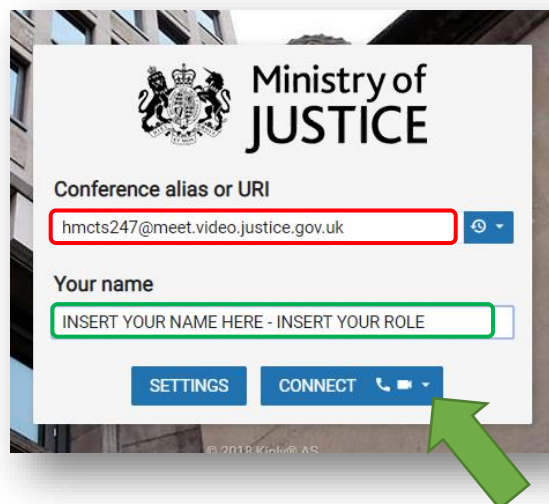 Ministry of
JUSTICE
Conference alias or URI
hmcts247@meet.video.justice.gov.uk
Your name
INSERT YOUR NAME HERE - INSERT YOUR ROLE
SETTINGS
CONNECT
© 2018 Kinly® AS